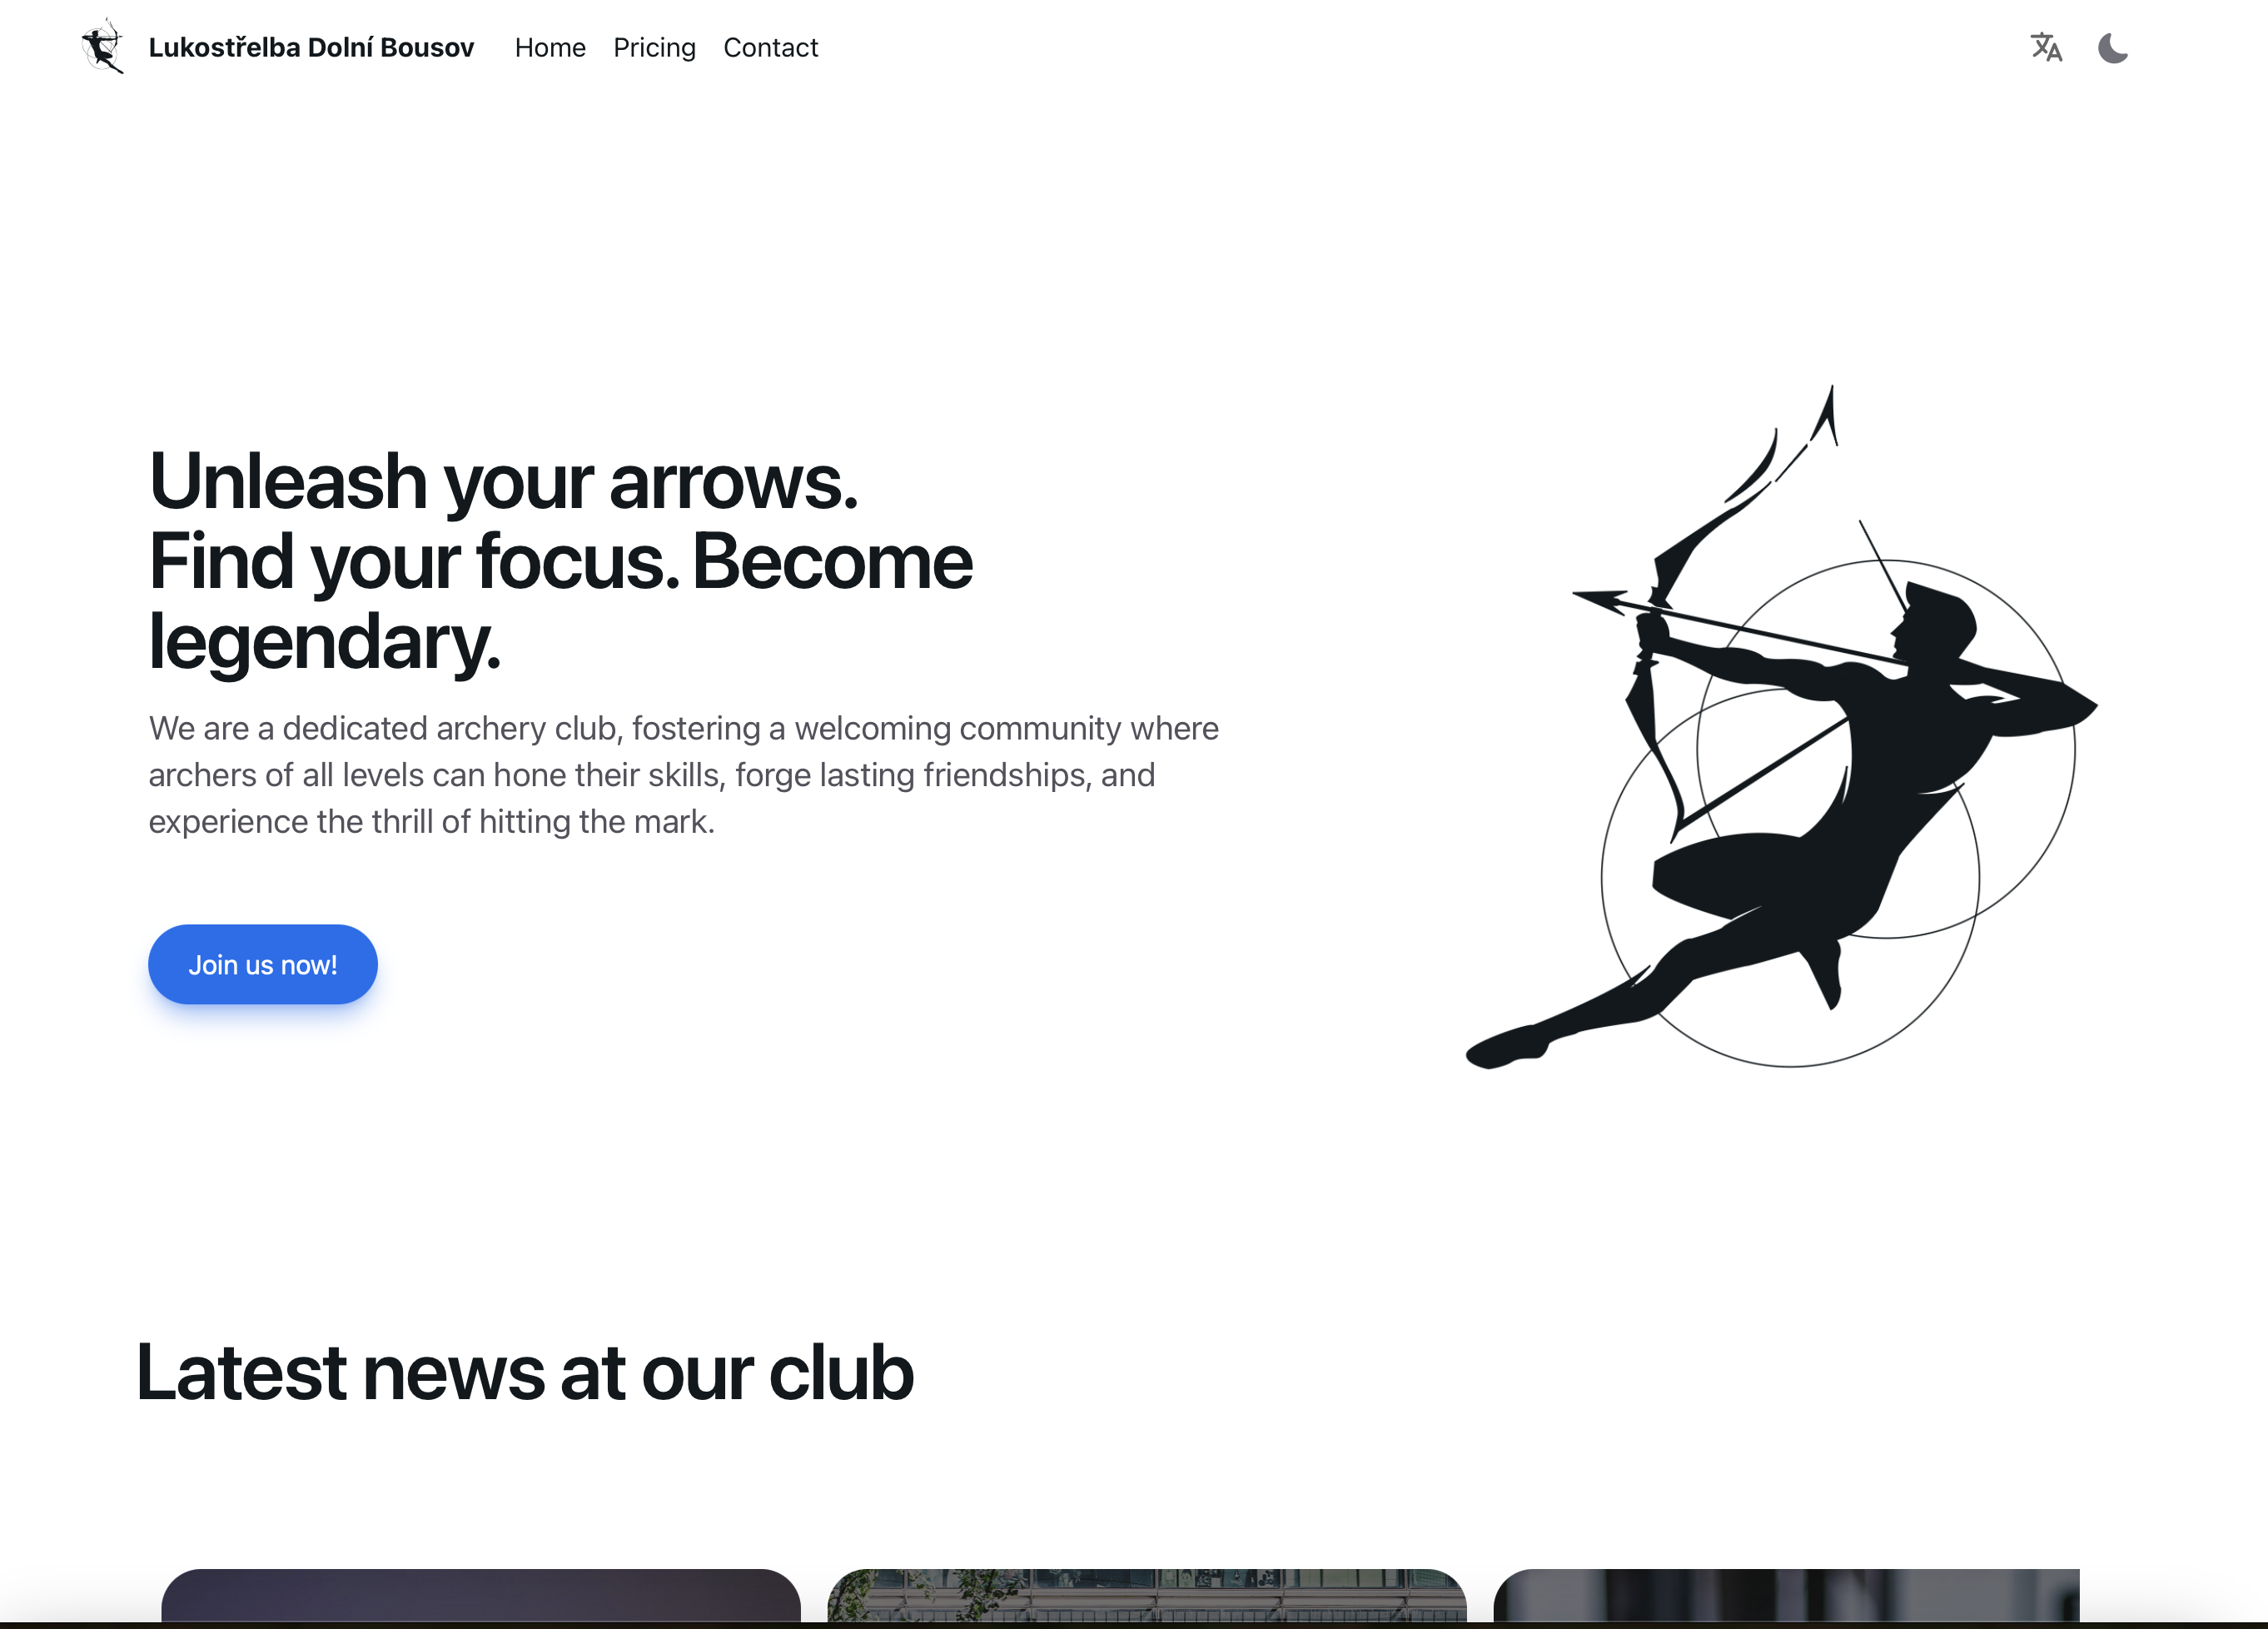 Lukostřelba Dolní Bousov Home Pricing Contact
Unleash your arrows.
Find your focus. Become
legendary.
We are a dedicated archery club, fostering a welcoming community where
archers of all levels can hone their skills, forge lasting friendships, and
experience the thrill of hitting the mark.
Join us now!
Latest news at our club